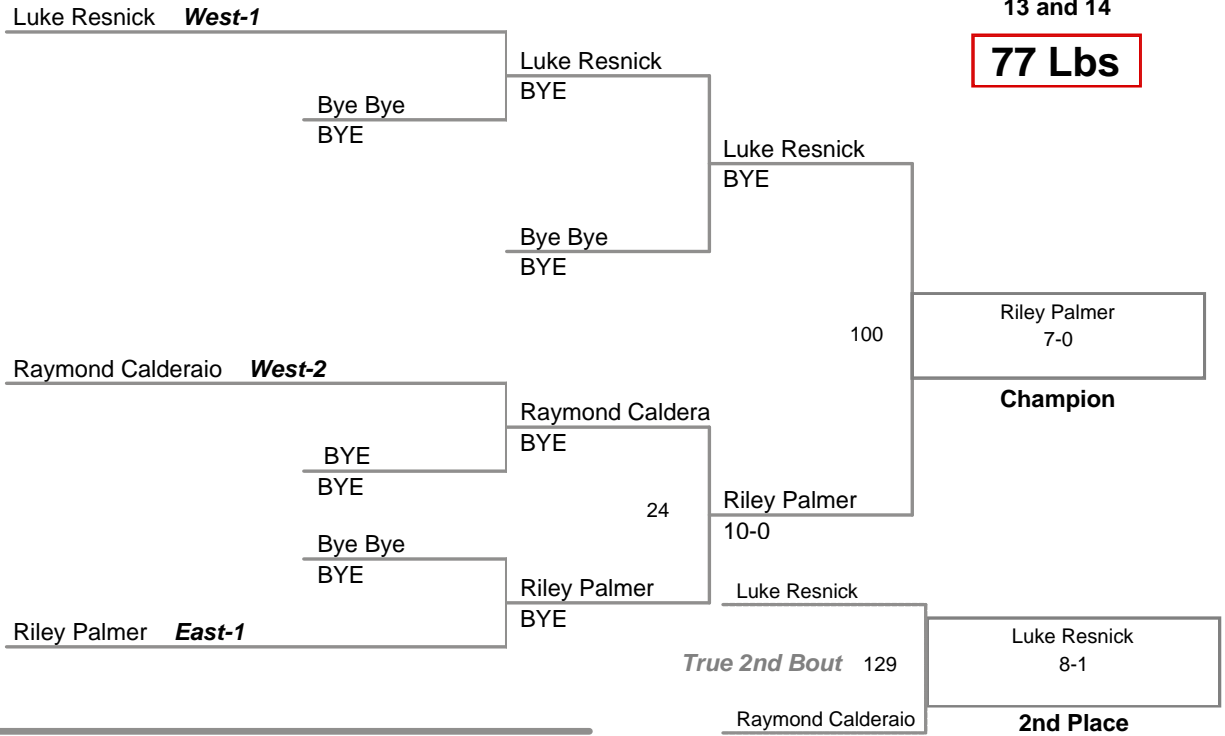 13 and 14
77 Lbs
Luke Resnick West-1
Luke Resnick
BYE
Bye Bye
BYE
Luke Resnick
BYE
Bye Bye
BYE
100
Riley Palmer
7-0
Champion
Raymond Calderaio West-2
Raymond Caldera
BYE
BYE
BYE
24
Riley Palmer
10-0
Bye Bye
BYE
Riley Palmer
BYE
Riley Palmer East-1
Luke Resnick
True 2nd Bout 129
Raymond Calderaio
Luke Resnick
8-1
2nd Place